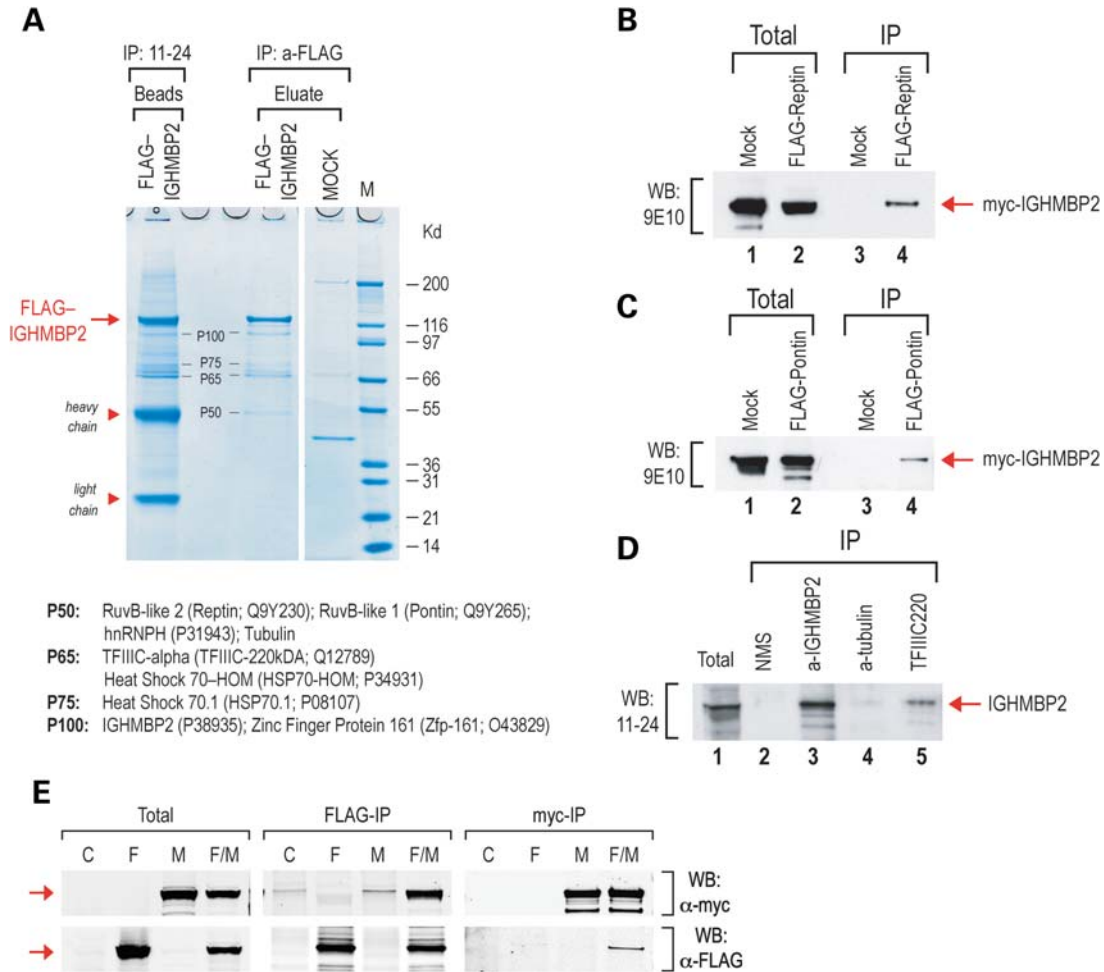 A
IP: 11-24
IP: a-FLAG
Beads
Eluate
FLAG–
IGHMBP2
FLAG–
IGHMBP2
MOCK
M
Kd
200
116
97
66
55
36
31
21
14
FLAG–
IGHMBP2
P100
P75
P65
P50
heavy
chain
light
chain
P50: RuvB-like 2 (Reptin; Q9Y230); RuvB-like 1 (Pontin; Q9Y265);
hnRNPH (P31943); Tubulin
P65: TFIIIC-alpha (TFIIIC-220kDA; Q12789)
Heat Shock 70–HOM (HSP70-HOM; P34931)
P75: Heat Shock 70.1 (HSP70.1; P08107)
P100: IGHMBP2 (P38935); Zinc Finger Protein 161 (Zfp-161; O43829)
B
Total
IP
Mock
FLAG-Reptin
Mock
FLAG-Reptin
WB:
9E10
myc-IGHMBP2
1 2 3 4
C
Total
IP
Mock
FLAG-Pontin
Mock
FLAG-Pontin
WB:
9E10
myc-IGHMBP2
1 2 3 4
D
IP
Total
NMS
a-IGHMBP2
a-tubulin
TFIIIC220
WB:
11-24
IGHMBP2
1 2 3 4 5
E
Total
FLAG-IP
myc-IP
C F M F/M
C F M F/M
C F M F/M
WB:
α-myc
WB:
α-FLAG